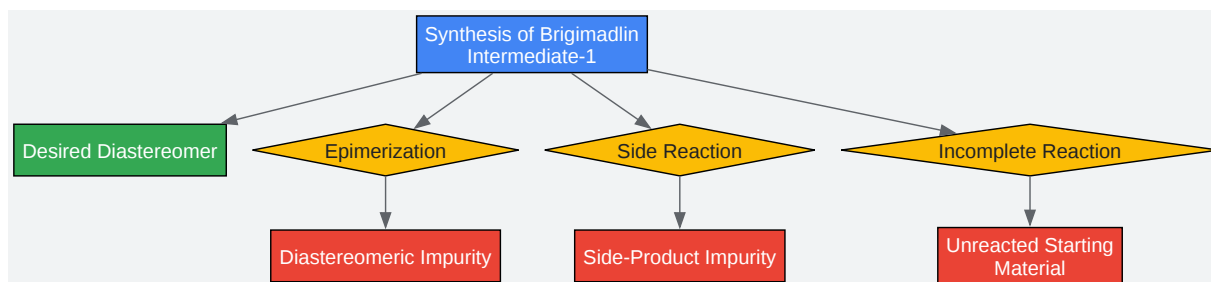 Synthesis of Brigimadlin
Intermediate-1
Desired Diastereomer
Epimerization
Side Reaction
Incomplete Reaction
Diastereomeric Impurity
Side-Product Impurity
Unreacted Starting
Material